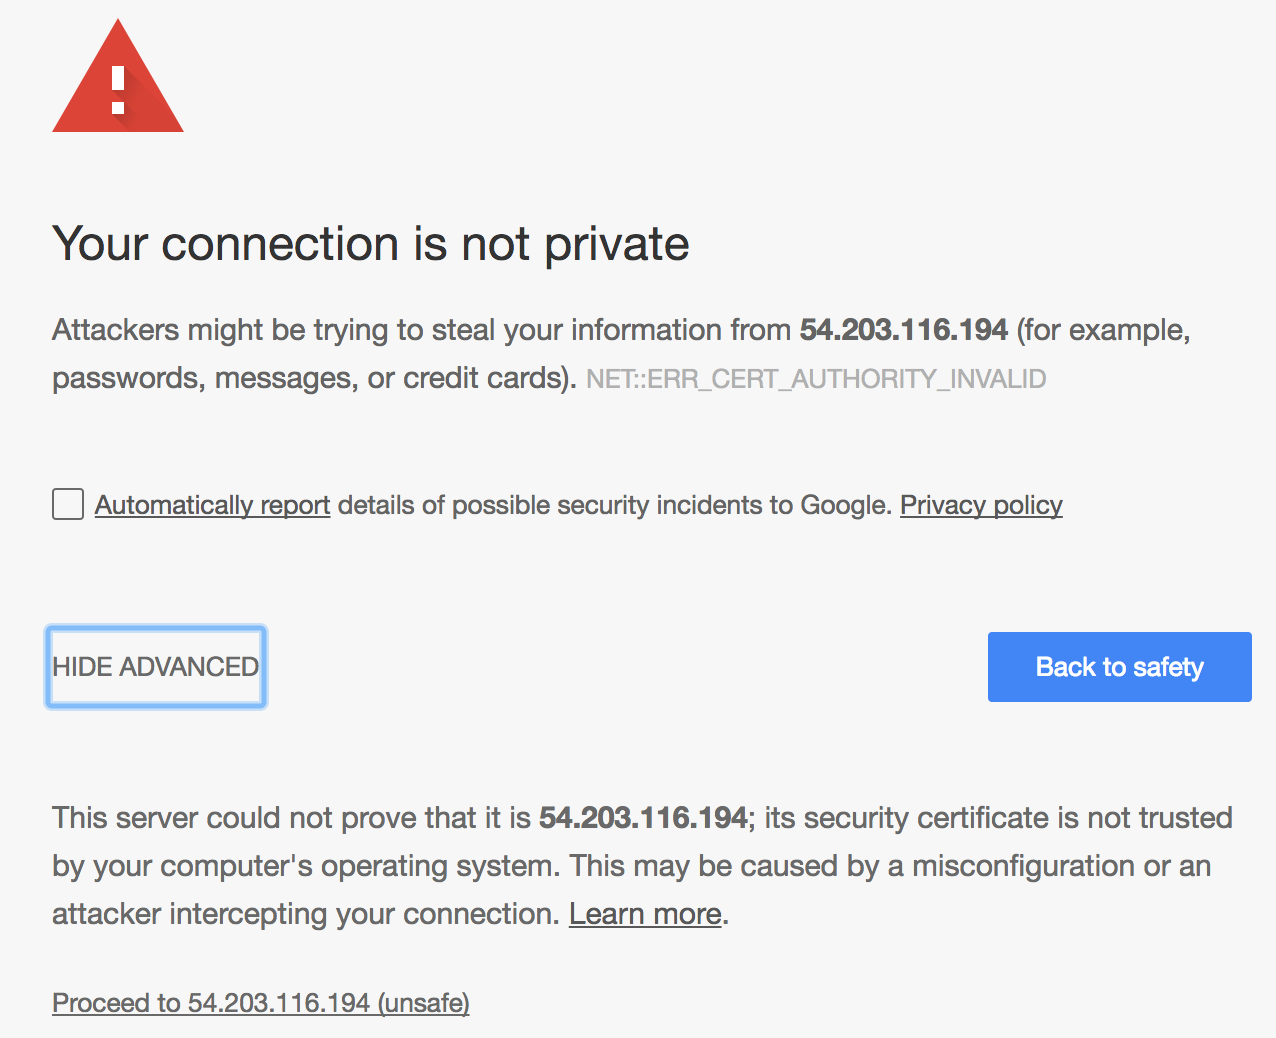 Your connection is not private
Attackers might be trying to steal your information from 54.203.116.194 (for example,
passwords, messages, or credit cards). NET::ERR_CERT_AUTHORITY_INVALID
Automatically report details of possible security incidents to Google. Privacy policy
HIDE ADVANCED
Back to safety
This server could not prove that it is 54.203.116.194; its security certificate is not trusted
by your computer's operating system. This may be caused by a misconfiguration or an
attacker intercepting your connection. Learn more.
Proceed to 54.203.116.194 (unsafe)